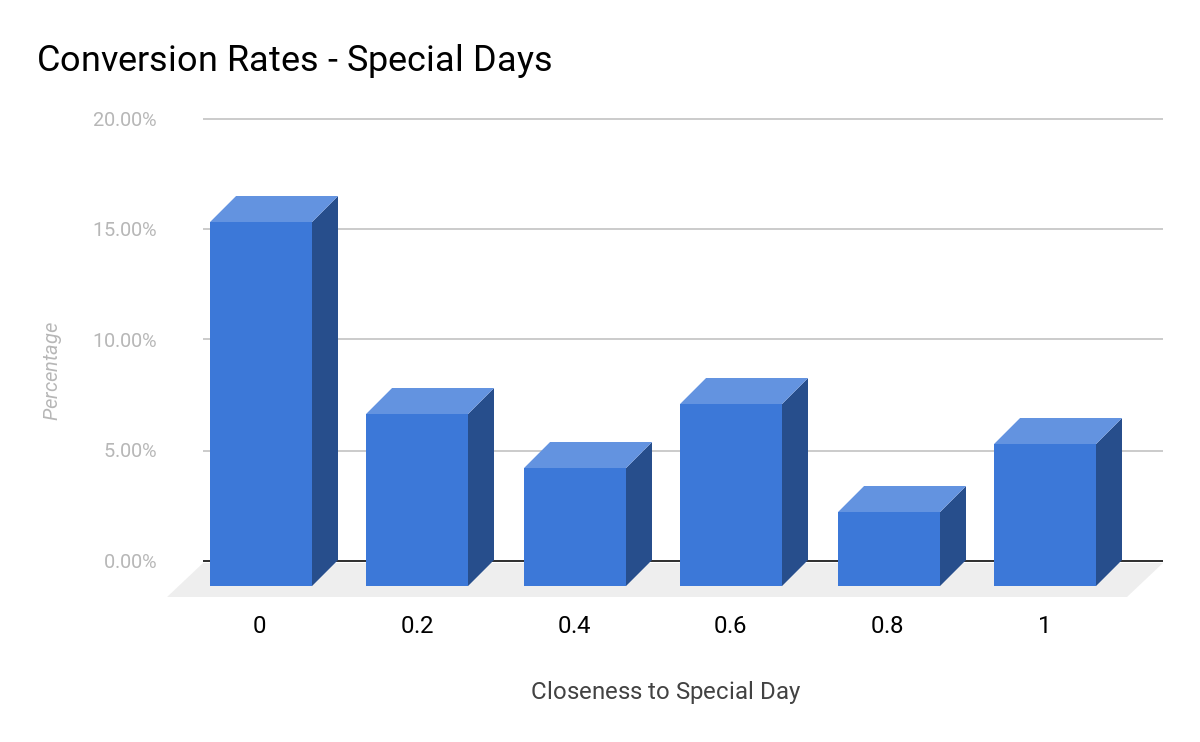 Conversion Rates - Special Days
20.00%
15.00%
10.00%
5.00%
0.00%
Percentage
0 0.2 0.4 0.6 0.8 1
Closeness to Special Day